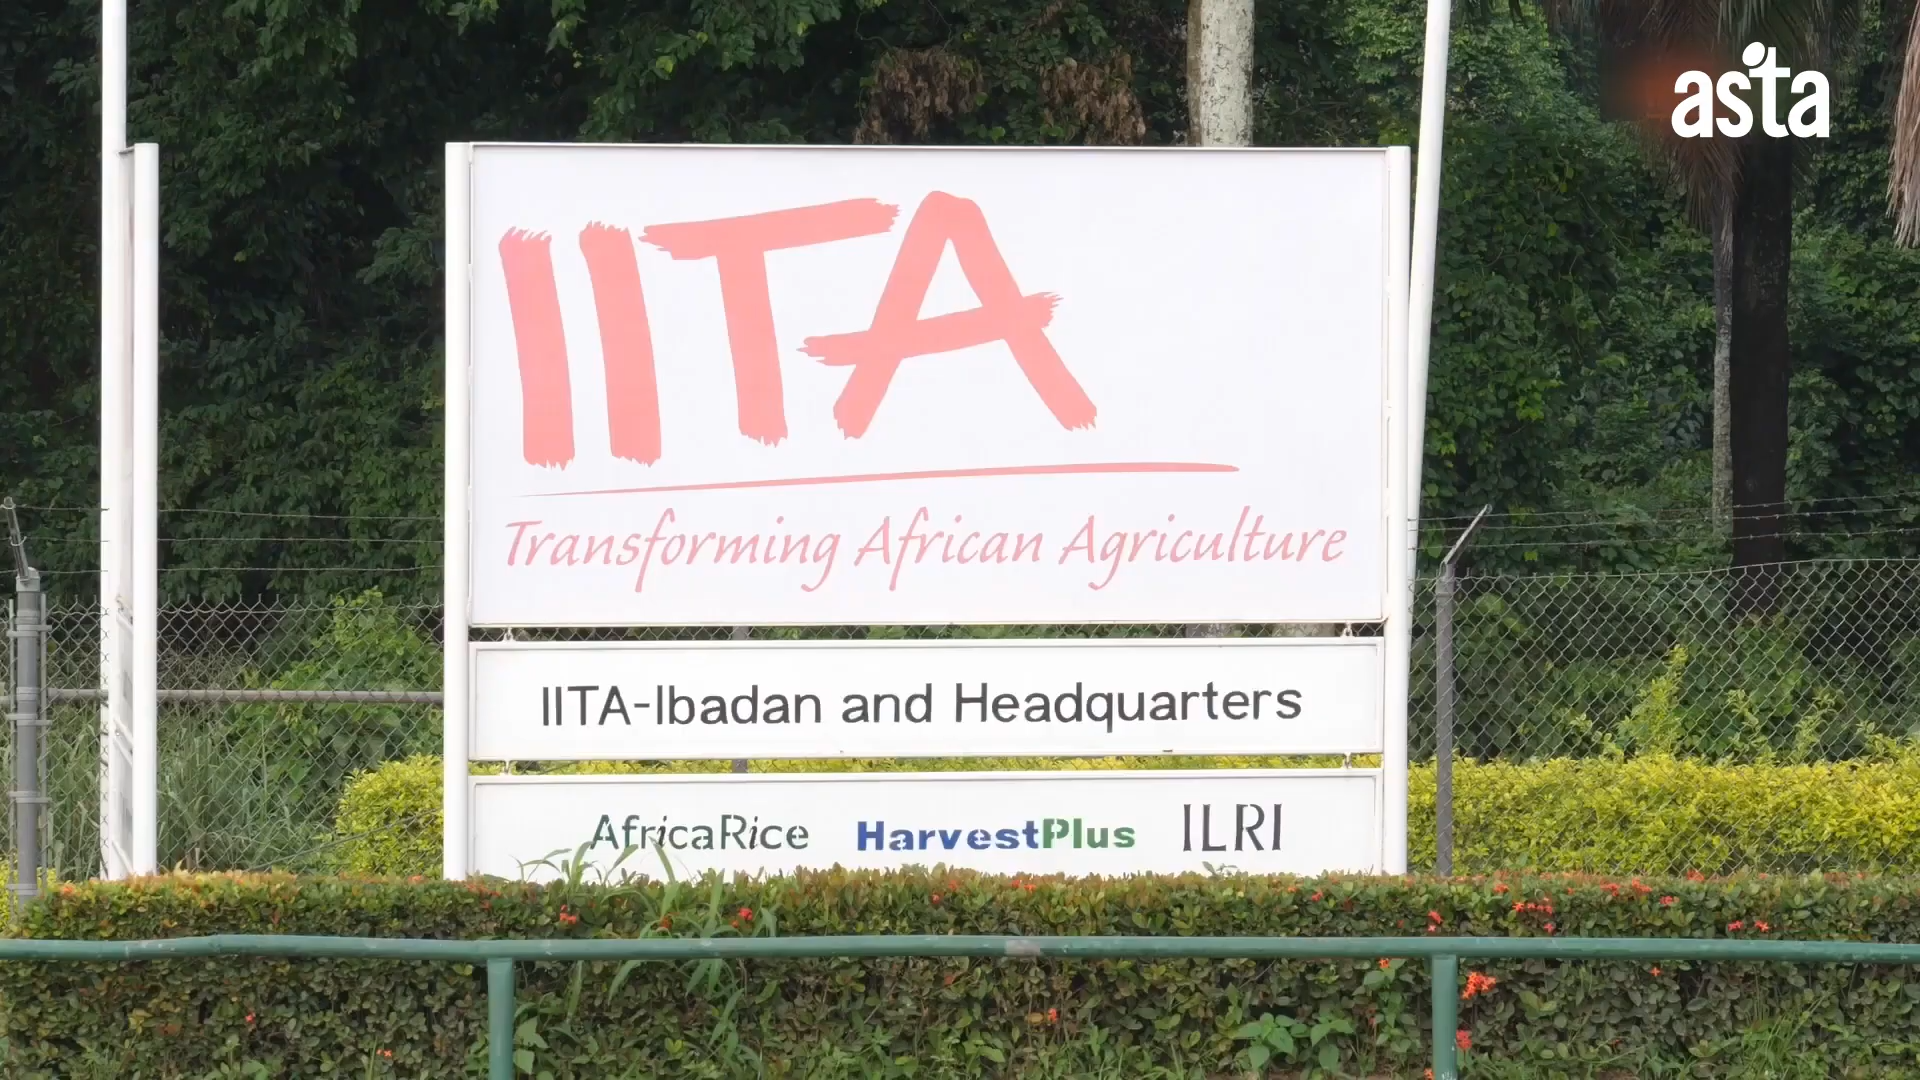 asta
IITA
Transforming African Agriculture
IITA-Ibadan and Headquarters
AfricaRice HarvestPlus ILRI